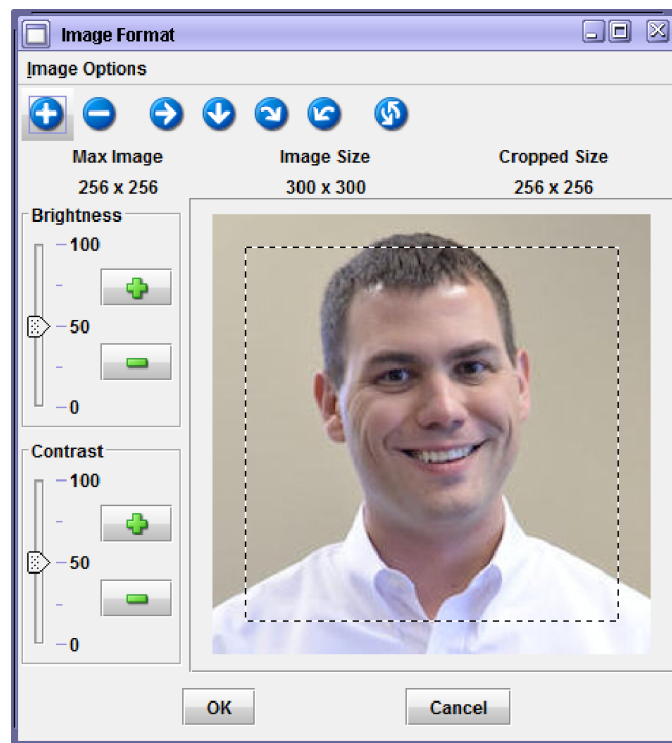 Image Format
Image Options
Max Image Image Size Cropped Size
256 x 256 300 x 300 256 x 256
Brightness
100
50
0
Contrast
100
50
0
OK Cancel